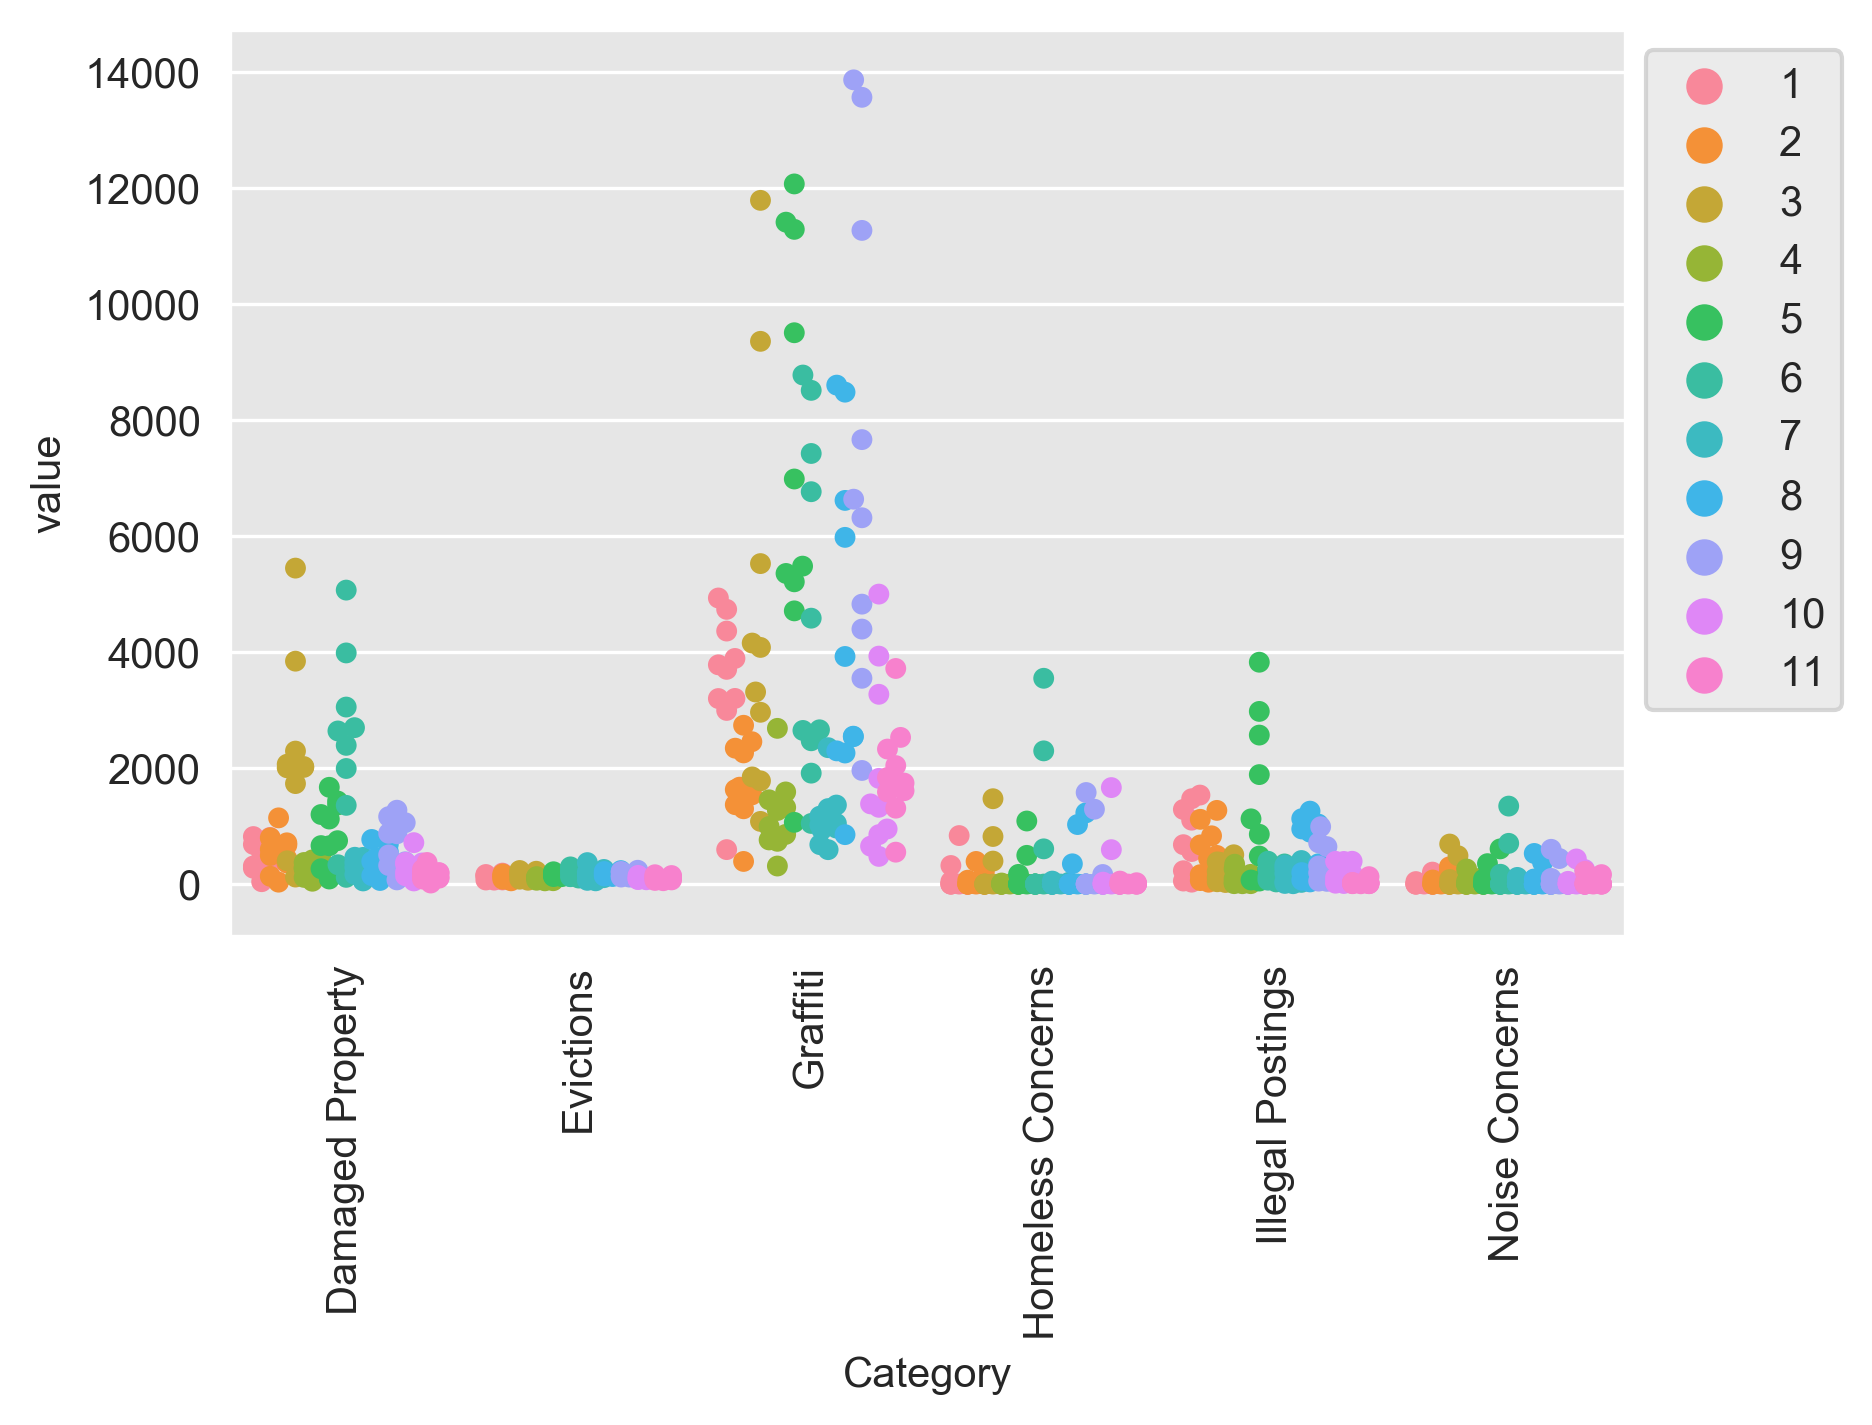 value
14000
12000
10000
8000
6000
4000
2000
0
Damaged Property
Evictions
Graffiti
Homeless Concerns
Illegal Postings
Noise Concerns
Category
1
2
3
4
5
6
7
8
9
10
11